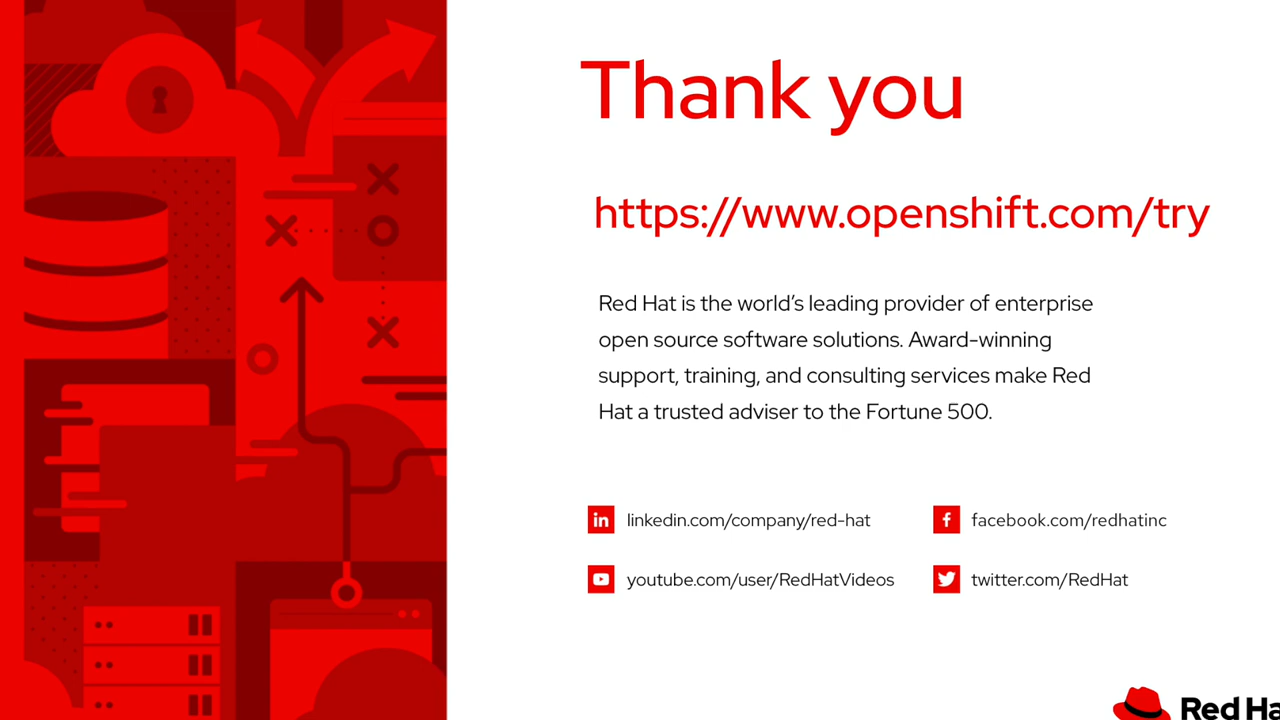 Thank you
https://www.openshift.com/try
Red Hat is the world’s leading provider of enterprise
open source software solutions. Award-winning
support, training, and consulting services make Red
Hat a trusted adviser to the Fortune 500.
linkedin.com/company/red-hat
facebook.com/redhatinc
youtube.com/user/RedHatVideos
twitter.com/RedHat
Red Ha